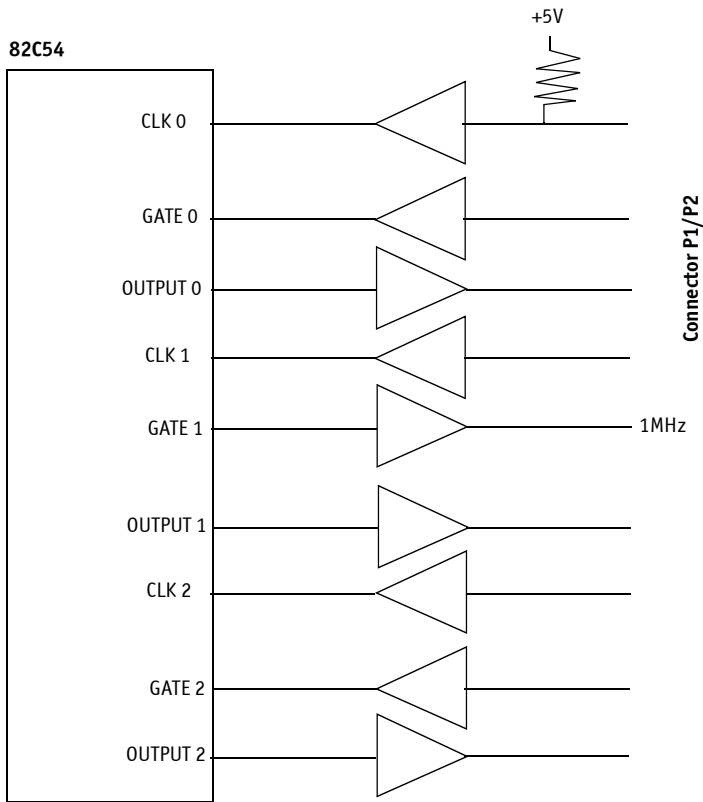 +5V
82C54
CLK 0
GATE 0
OUTPUT 0
CLK 1
GATE 1
1MHz
OUTPUT 1
CLK 2
GATE 2
OUTPUT 2
Connector P1/P2